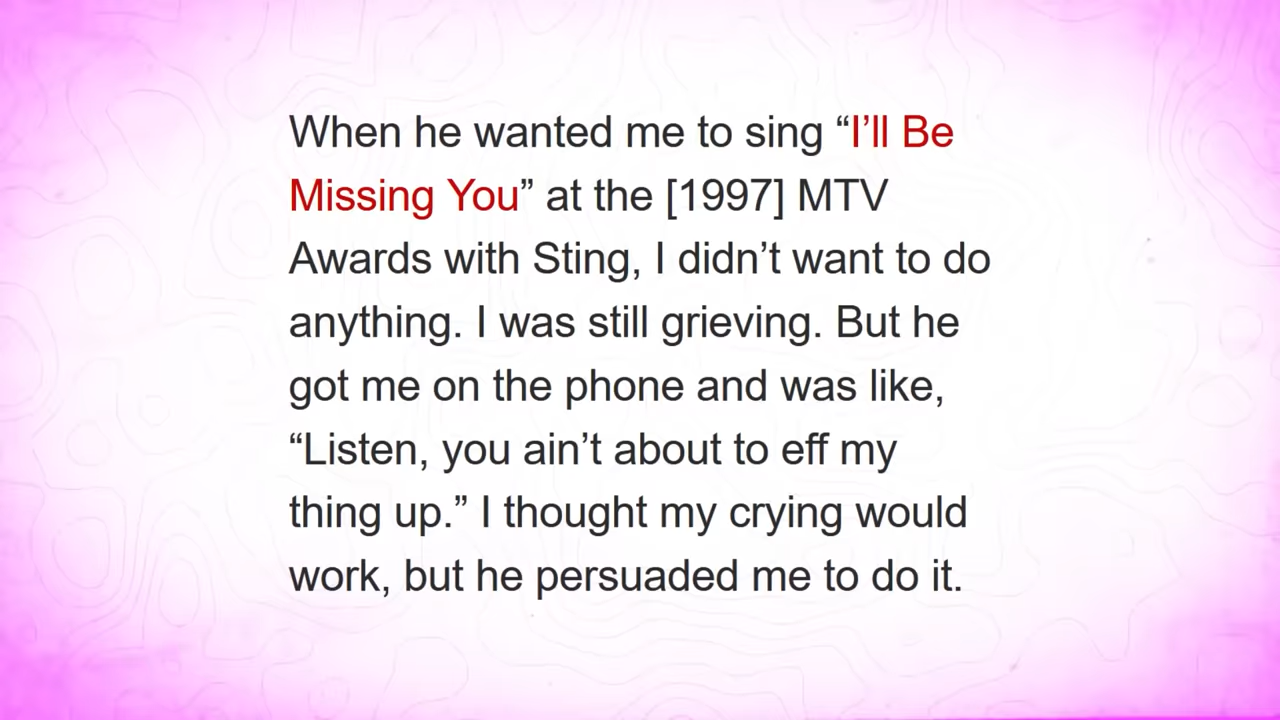 When he wanted me to sing “I’ll Be
Missing You” at the [1997] MTV
Awards with Sting, I didn’t want to do
anything. I was still grieving. But he
got me on the phone and was like,
“Listen, you ain’t about to eff my
thing up.” I thought my crying would
work, but he persuaded me to do it.